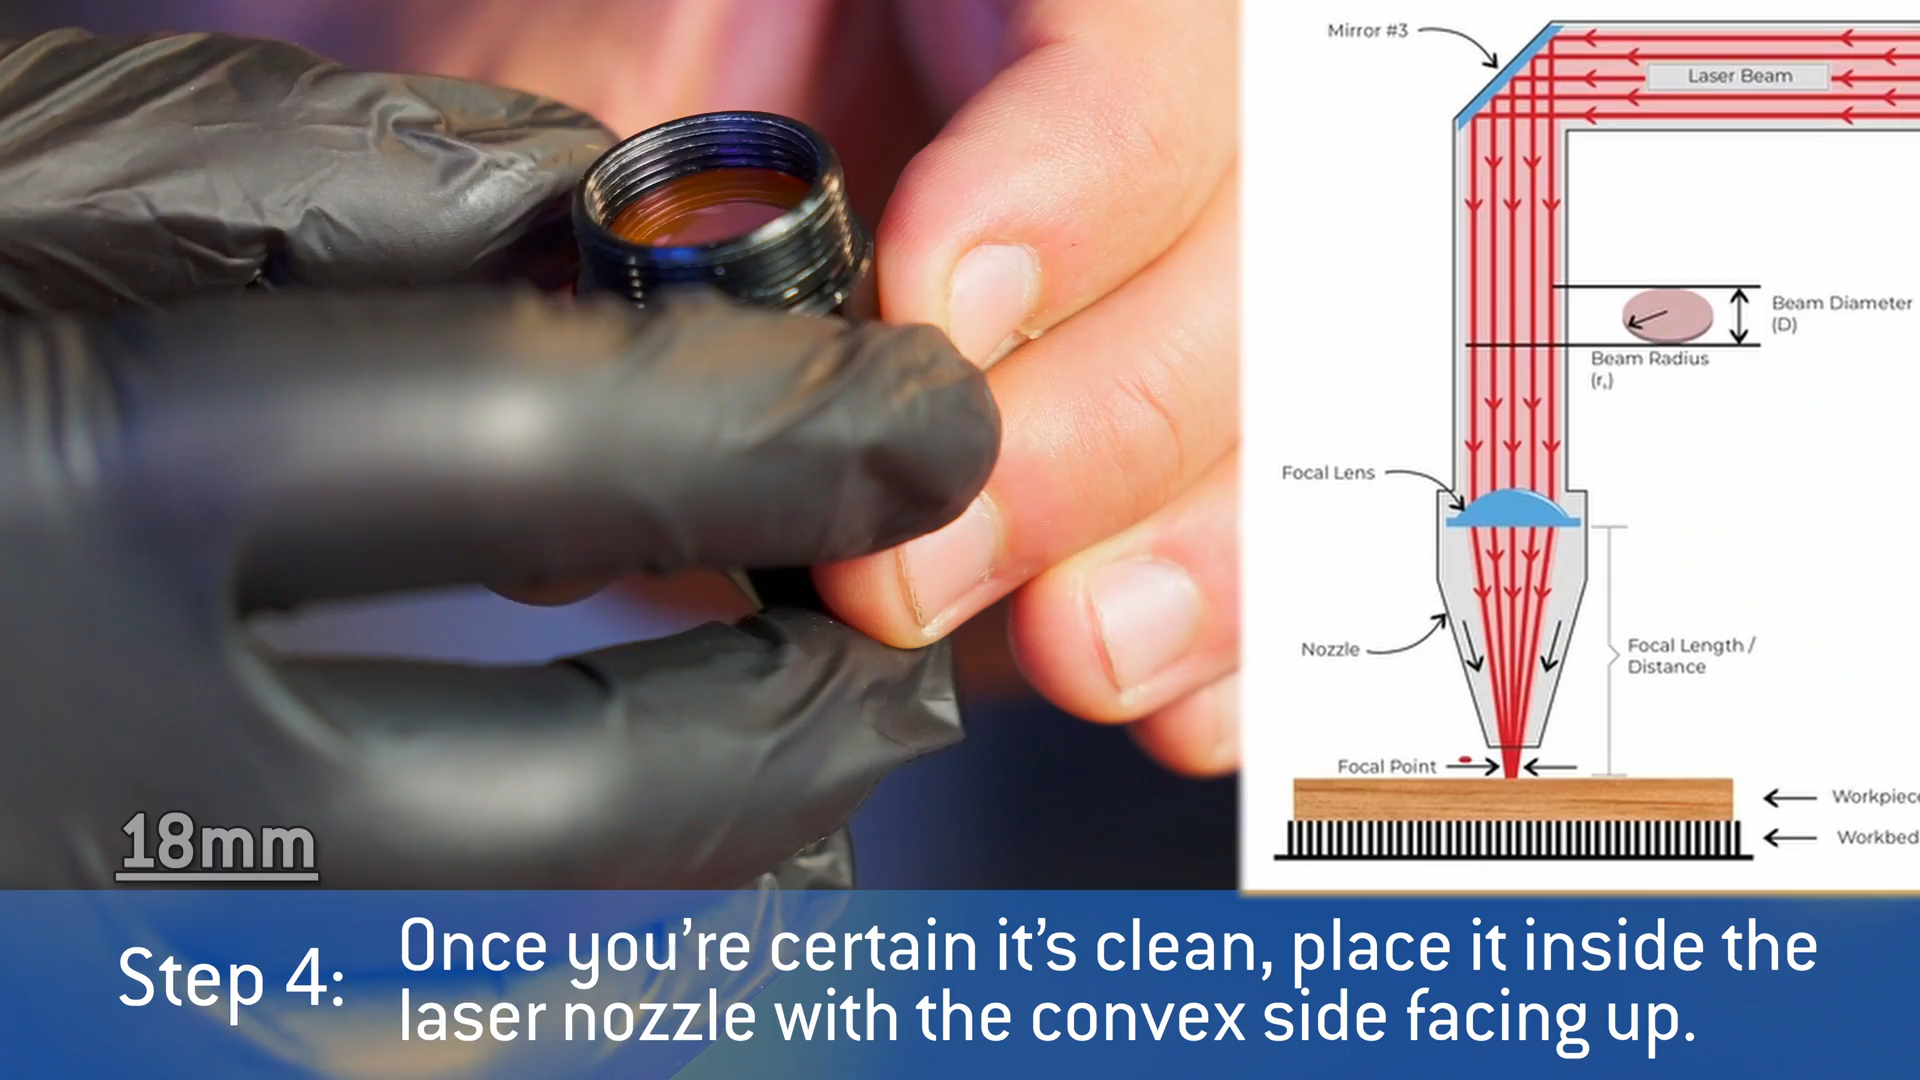 Mirror #3
Laser Beam
Beam Diameter
(D)
Beam Radius
Focal Lens
Nozzle
Focal Length /
Distance
Focal Point
Workpiece
Workbed
18mm
Step 4:
Once you're certain it's clean, place it inside the
laser nozzle with the convex side facing up.